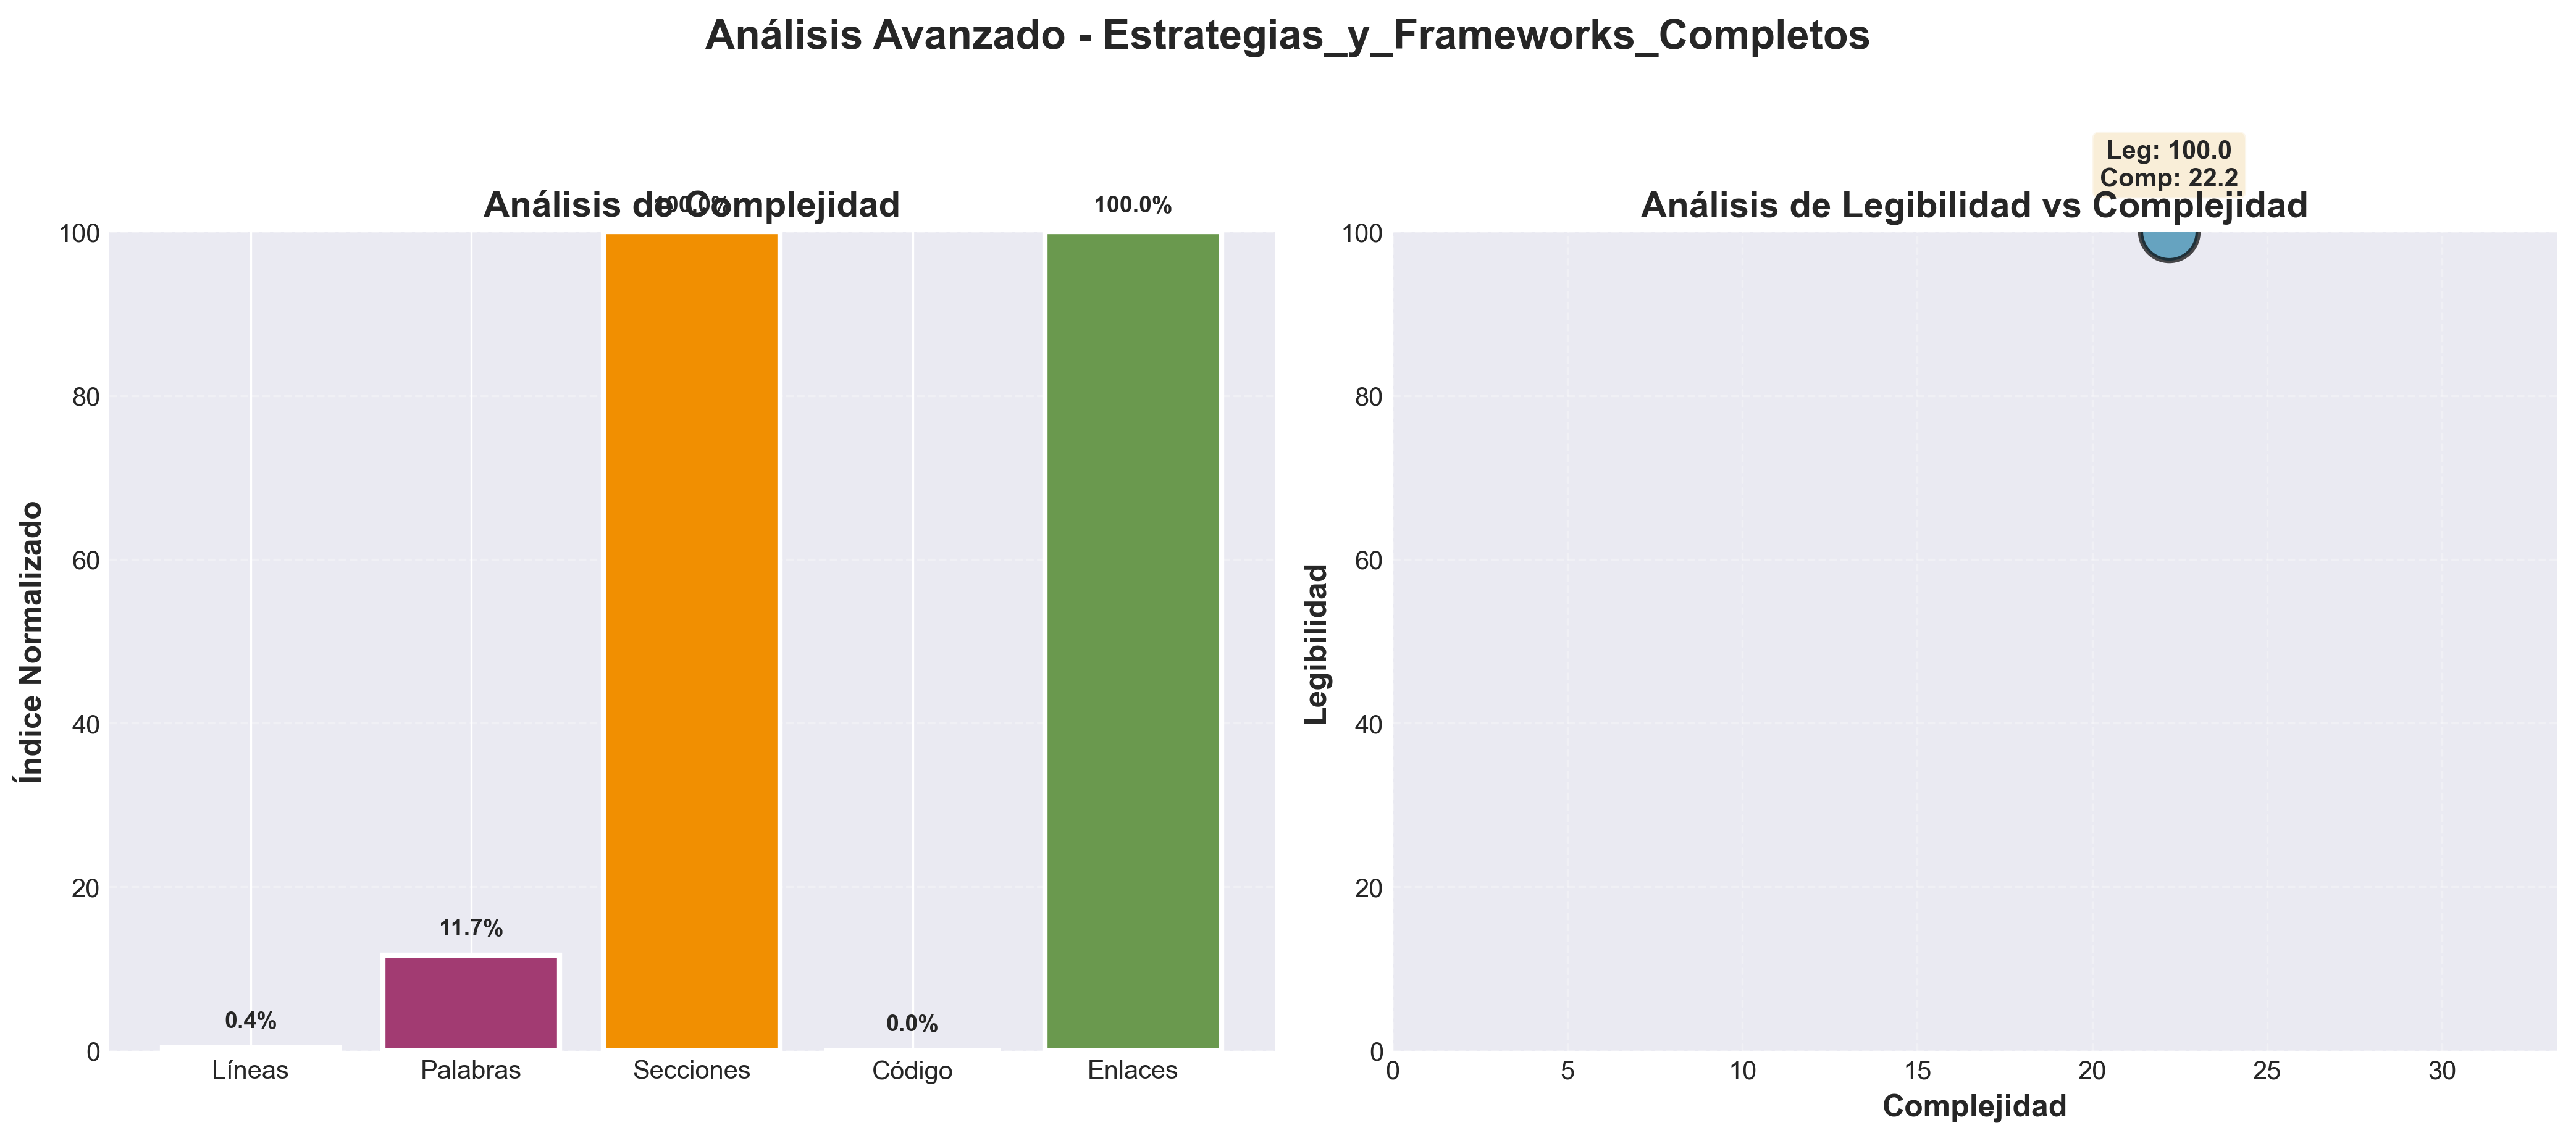 Análisis Avanzado - Estrategias_y_Frameworks_Completos
Análisis de Complejidad
100.0%
100.0%
100
80
60
40
20
0
Índice Normalizado
0.4%
11.7%
0.0%
Líneas
Palabras
Secciones
Código
Enlaces
Leg: 100.0
Comp: 22.2
Análisis de Legibilidad vs Complejidad
100
80
60
40
20
0
Legibilidad
0
5
10
15
20
25
30
Complejidad